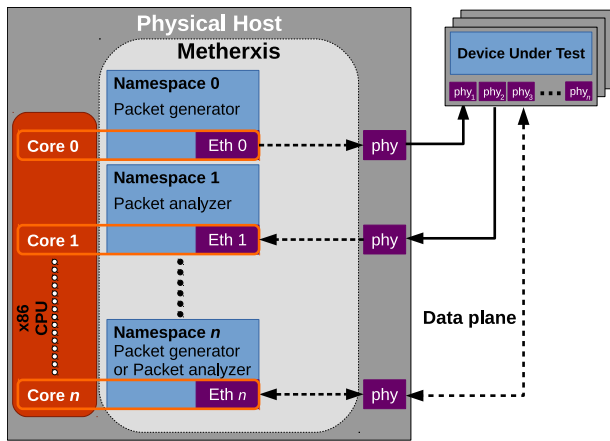 Physical Host
Metherxis
Namespace 0
Packet generator
Core 0
Eth 0
phy
Namespace 1
Packet analyzer
Core 1
Eth 1
phy
x86
CPU
Namespace n
Packet generator
or Packet analyzer
Core n
Eth n
phy
Device Under Test
phy1 phy2 phy3 phyn
Data plane